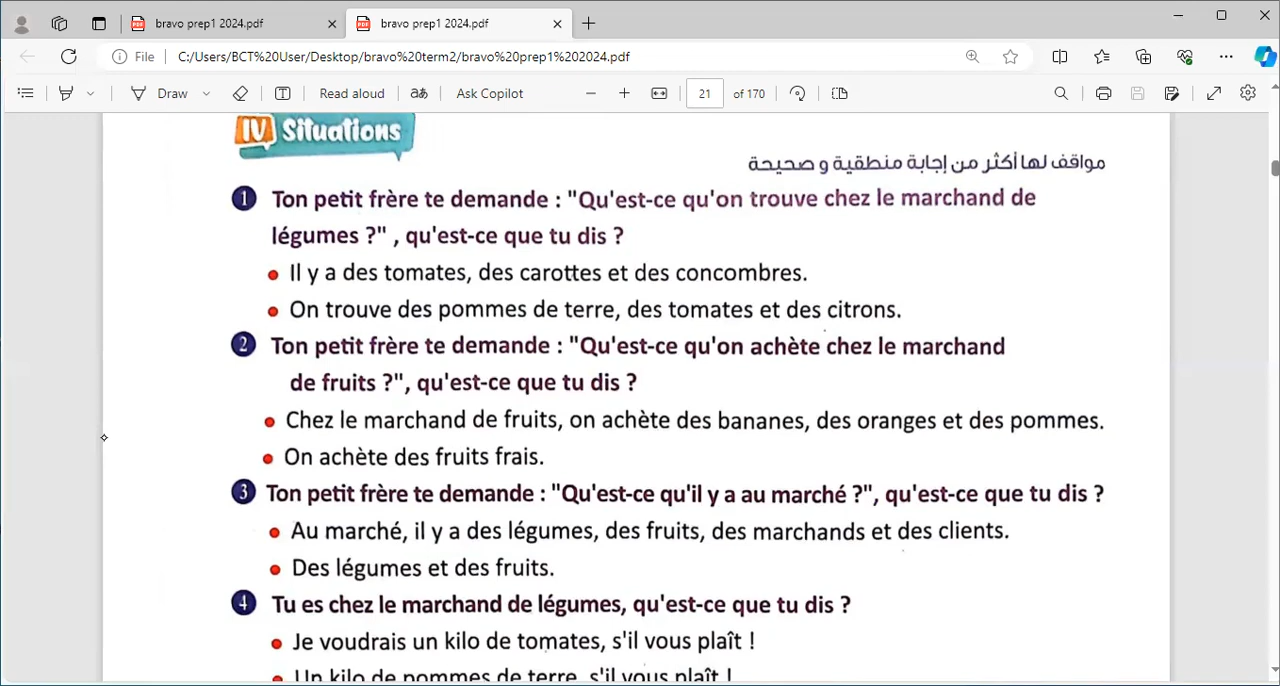 bravo prep1 2024.pdf
bravo prep1 2024.pdf
File
C:/Users/BCT%20User/Desktop/bravo%20term2/bravo%20prep1%202024.pdf
Draw
Read aloud
aあ
Ask Copilot
21
of 170
IV Situations
مواقف لها أكثر من إجابة منطقية و صحيحة
1 Ton petit frère te demande : "Qu'est-ce qu'on trouve chez le marchand de
légumes ?" , qu'est-ce que tu dis ?
Il y a des tomates, des carottes et des concombres.
On trouve des pommes de terre, des tomates et des citrons.
2 Ton petit frère te demande : "Qu'est-ce qu'on achète chez le marchand
de fruits ?", qu'est-ce que tu dis ?
Chez le marchand de fruits, on achète des bananes, des oranges et des pommes.
On achète des fruits frais.
3 Ton petit frère te demande : "Qu'est-ce qu'il y a au marché ?", qu'est-ce que tu dis ?
Au marché, il y a des légumes, des fruits, des marchands et des clients.
Des légumes et des fruits.
4 Tu es chez le marchand de légumes, qu'est-ce que tu dis ?
Je voudrais un kilo de tomates, s'il vous plaît !
Un kilo de pommes de terre, s'il vous plaît !